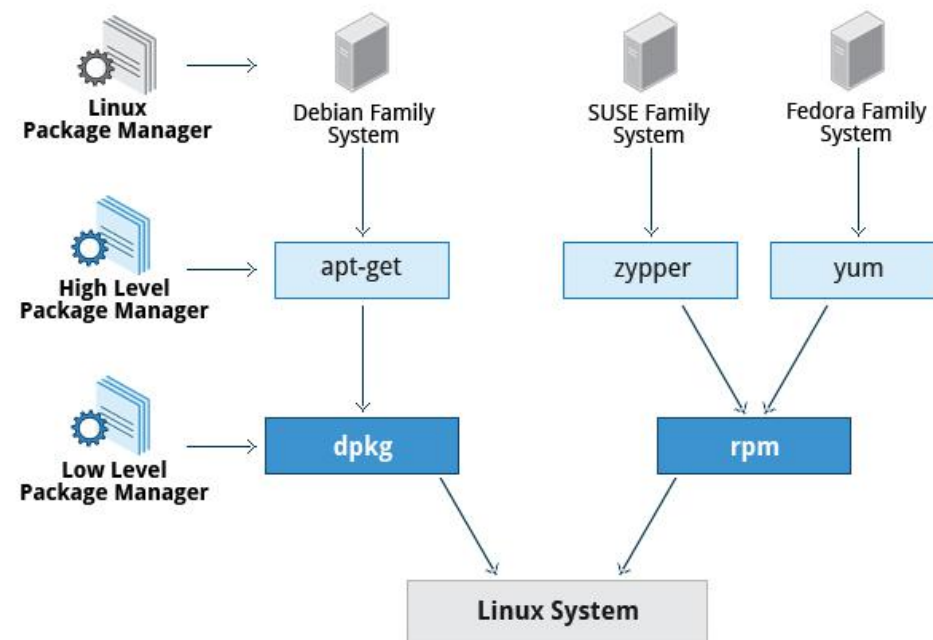 Linux
Package Manager
Debian Family
System
SUSE Family
System
Fedora Family
System
High Level
Package Manager
apt-get
zypper
yum
Low Level
Package Manager
dpkg
rpm
Linux System